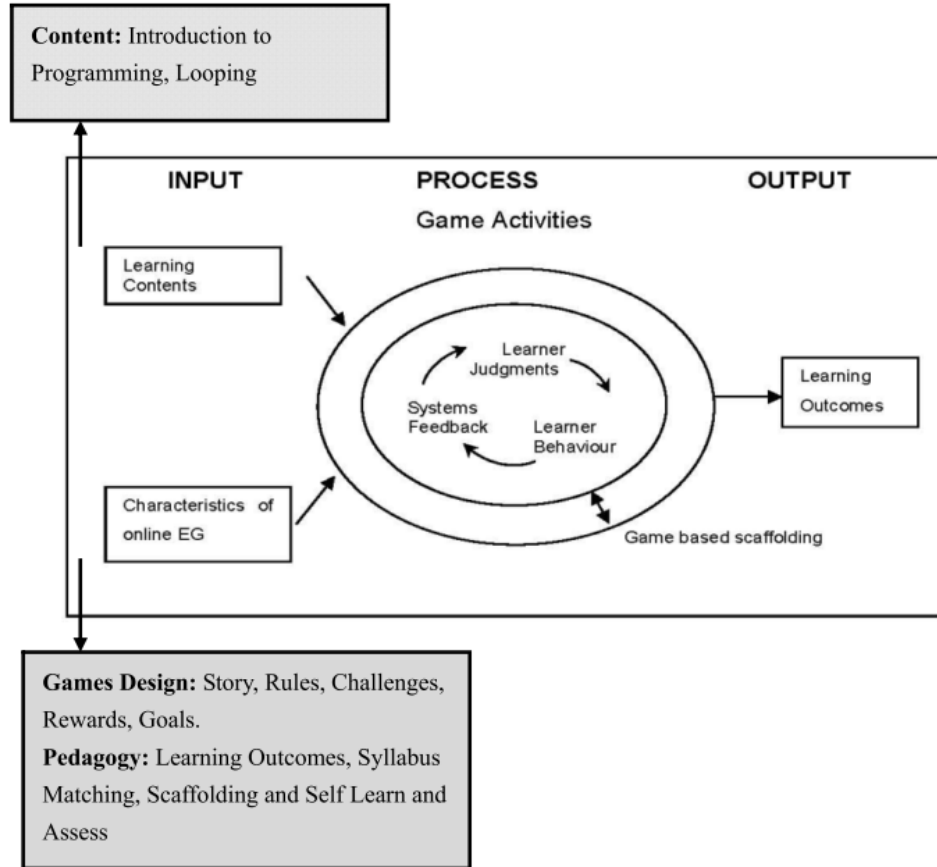 Content: Introduction to
Programming, Looping
INPUT
PROCESS
OUTPUT
Game Activities
Learning
Contents
Learner
Judgments
Systems
Feedback
Learner
Behaviour
Learning
Outcomes
Characteristics of
online EG
Game based scaffolding
Games Design: Story, Rules, Challenges,
Rewards, Goals.
Pedagogy: Learning Outcomes, Syllabus
Matching, Scaffolding and Self Learn and
Assess